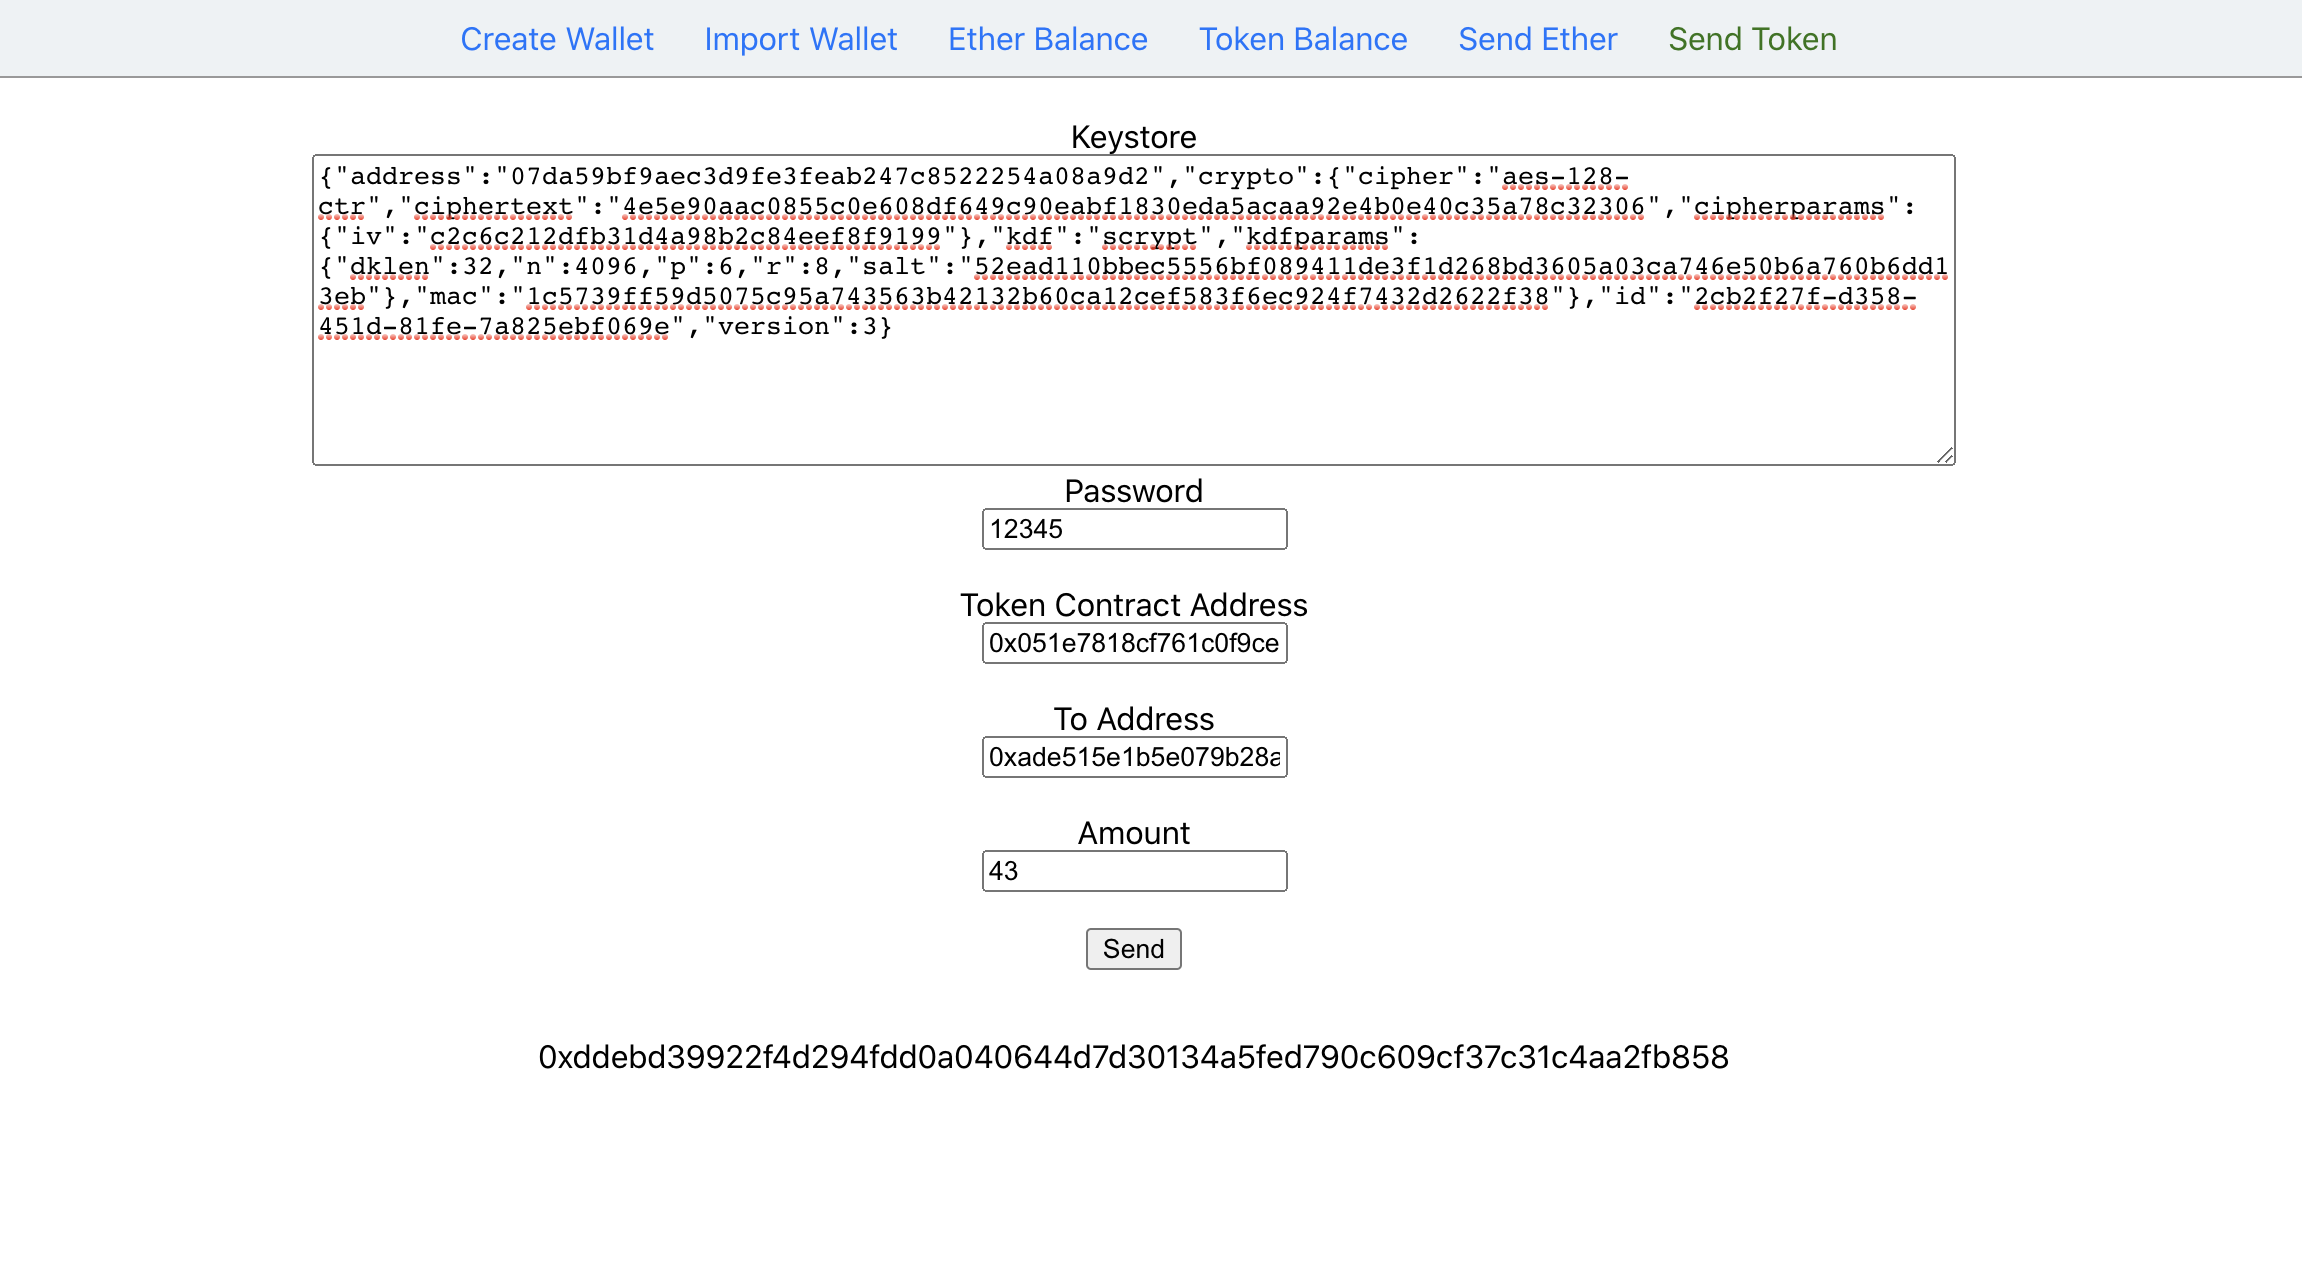 Create Wallet Import Wallet Ether Balance Token Balance Send Ether Send Token
Keystore
{"address":"07da59bf9aec3d9fe3feab247c8522254a08a9d2","crypto":{"cipher":"aes-128-
ctr","ciphertext":"4e5e90aac0855c0e608df649c90eabf1830eda5acaa92e4b0e40c35a78c32306","cipherparams":
{"iv":"c2c6c212dfb31d4a98b2c84eef8f9199"},"kdf":"scrypt","kdfparams":
{"dklen":32,"n":4096,"p":6,"r":8,"salt":"52ead110bbec5556bf089411de3f1d268bd3605a03ca746e50b6a760b6dd1
3eb"},"mac":"1c5739ff59d5075c95a743563b42132b60ca12cef583f6ec924f7432d2622f38"},"id":"2cb2f27f-d358-
451d-81fe-7a825ebf069e","version":3}
Password
12345
Token Contract Address
0x051e7818cf761c0f9ce
To Address
0xade515e1b5e079b28a
Amount
43
Send
0xddebd39922f4d294fdd0a040644d7d30134a5fed790c609cf37c31c4aa2fb858